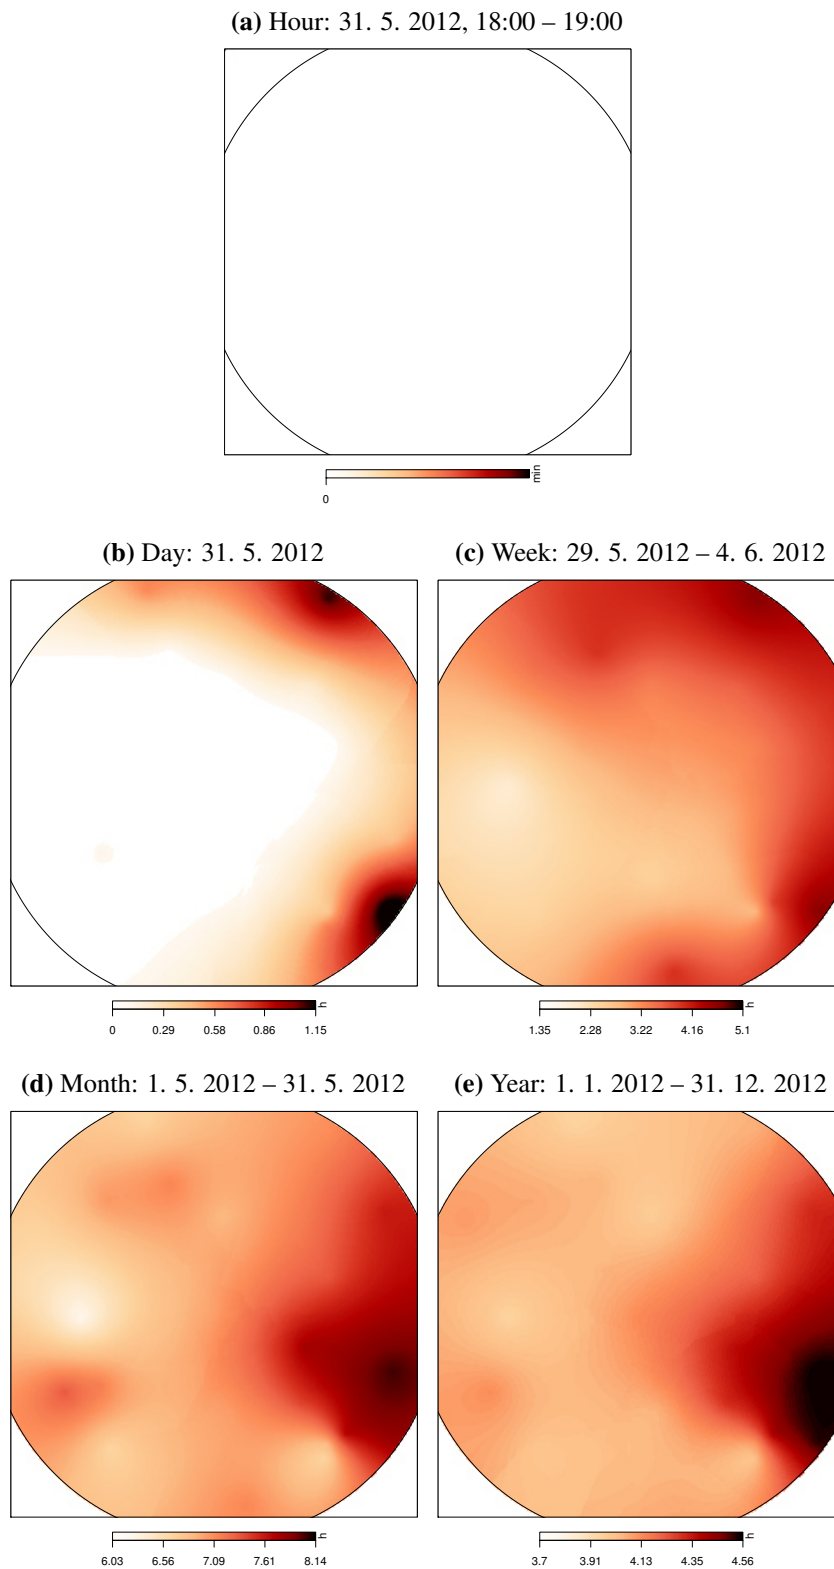 (a) Hour: 31. 5. 2012, 18:00 – 19:00
min
0
(b) Day: 31. 5. 2012
(c) Week: 29. 5. 2012 – 4. 6. 2012
h
0 0.29 0.58 0.86 1.15
h
1.35 2.28 3.22 4.16 5.1
(d) Month: 1. 5. 2012 – 31. 5. 2012
(e) Year: 1. 1. 2012 – 31. 12. 2012
h
6.03 6.56 7.09 7.61 8.14
h
3.7 3.91 4.13 4.35 4.56